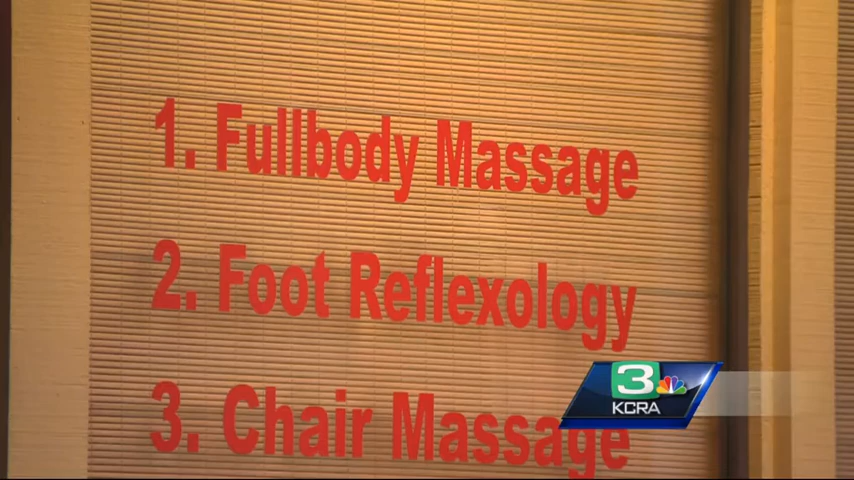 1. Fullbody Massage
2. Foot Reflexology
3. Chair Massage
3
KCRA